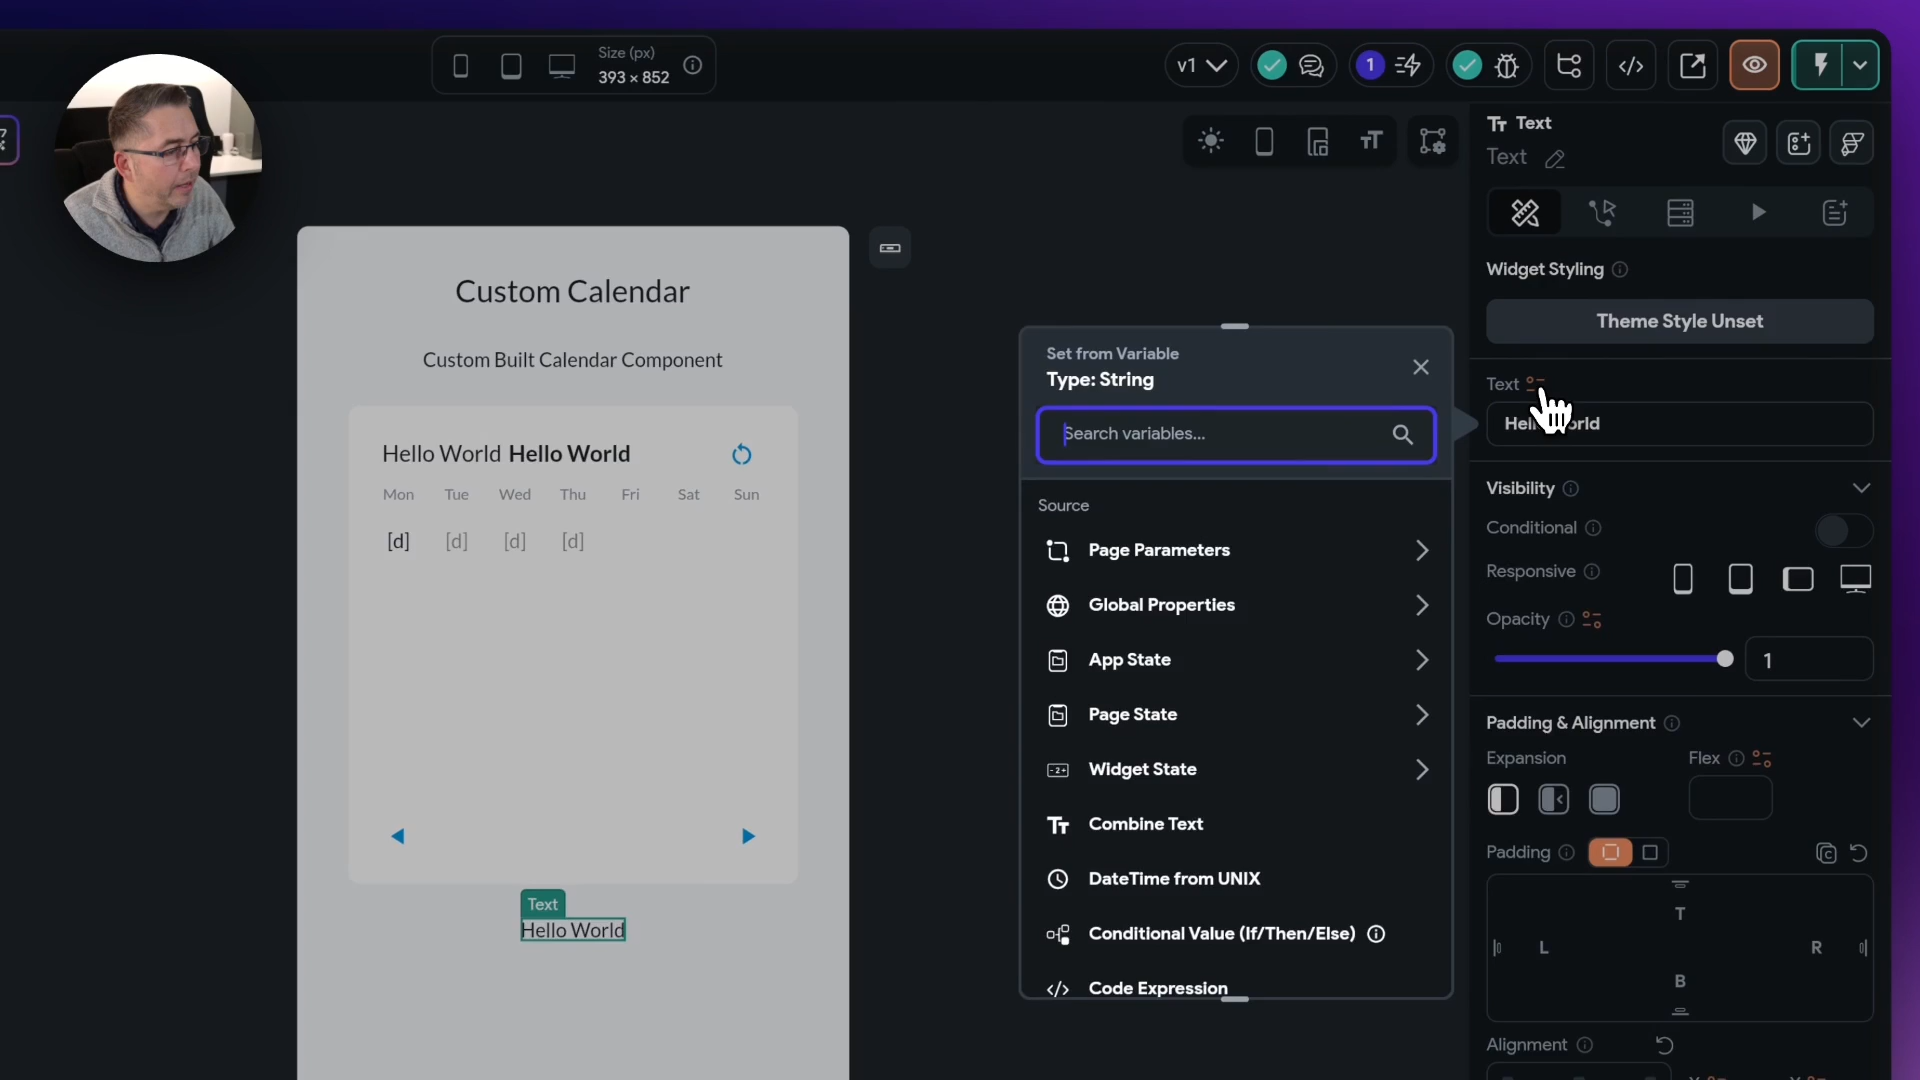 Size (px)
393 × 852
v1
1
Custom Calendar
Custom Built Calendar Component
Hello World Hello World
Mon Tue Wed Thu Fri Sat Sun
[d] [d] [d] [d]
Text
Hello World
Set from Variable
Type: String
Search variables...
Source
Page Parameters
Global Properties
App State
Page State
Widget State
Combine Text
DateTime from UNIX
Conditional Value (If/Then/Else)
Code Expression
Text
Text
Widget Styling
Theme Style Unset
Text
Visibility
Conditional
Responsive
Opacity
1
Padding & Alignment
Expansion
Flex
Padding
T
L
R
B
Alignment